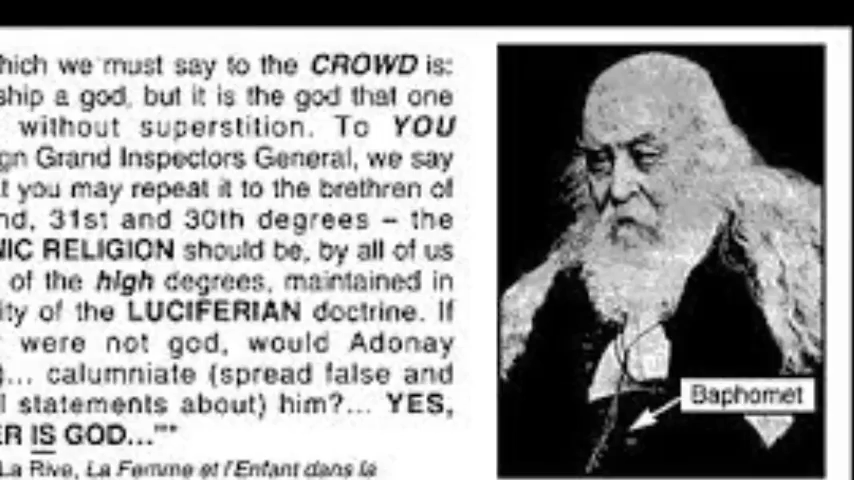 hich we must say to the CROWD is:
ship a god, but it is the god that one
without superstition. To YOU
gn Grand Inspectors General, we say
t you may repeat it to the brethren of
nd, 31st and 30th degrees – the
NIC RELIGION should be, by all of us
of the high degrees, maintained in
ity of the LUCIFERIAN doctrine. If
were not god, would Adonay
)... calumniate (spread false and
l statements about) him?... YES,
ER IS GOD..."*
La Rive, La Femme et l'Enfant dans la
Baphomet